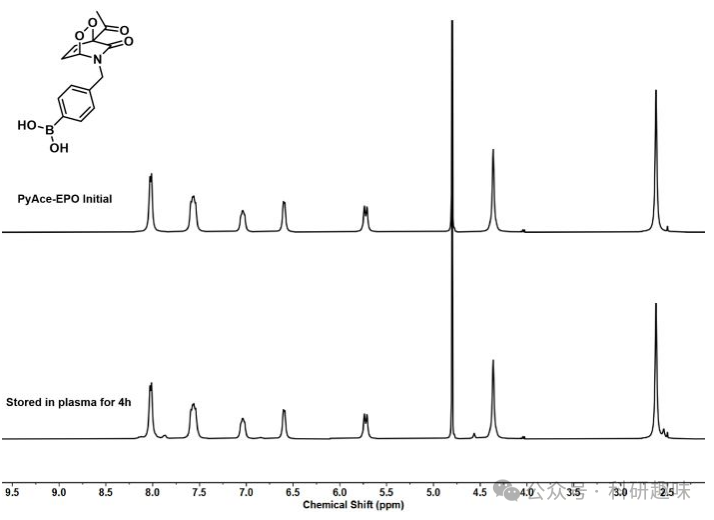 O
O
O
O
N
HO
B
OH
PyAce-EPO Initial
Stored in plasma for 4h
9.5 9.0 8.5 8.0 7.5 7.0 6.5 6.0 5.5 5.0 4.5 4.0 3.5 3.0 2.5
Chemical Shift (ppm)
公众号 · 科研趣味